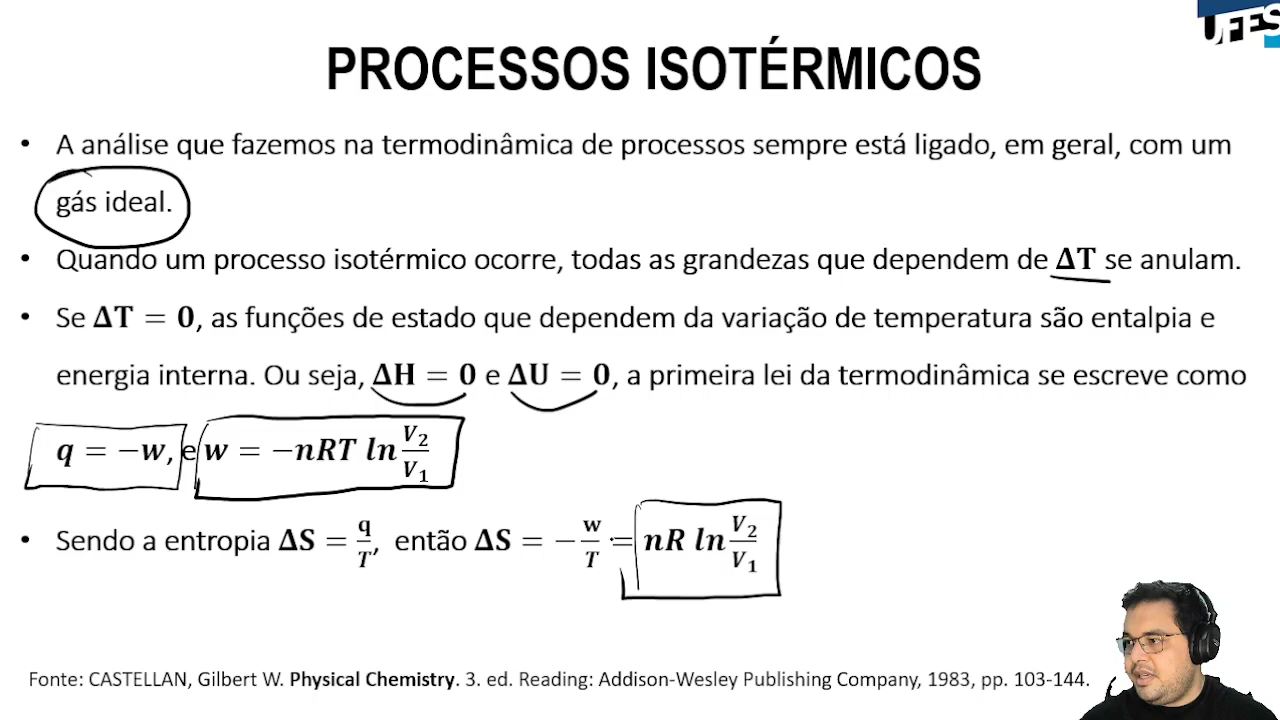 UFES
PROCESSOS ISOTÉRMICOS
• A análise que fazemos na termodinâmica de processos sempre está ligado, em geral, com um
gás ideal.
• Quando um processo isotérmico ocorre, todas as grandezas que dependem de ΔT se anulam.
• Se ΔT = 0, as funções de estado que dependem da variação de temperatura são entalpia e
energia interna. Ou seja, ΔH = 0 e ΔU = 0, a primeira lei da termodinâmica se escreve como
q = −w, e w = −nRT ln V₂/V₁
• Sendo a entropia ΔS = q/T, então ΔS = −w/T = nR ln V₂/V₁
Fonte: CASTELLAN, Gilbert W. Physical Chemistry. 3. ed. Reading: Addison-Wesley Publishing Company, 1983, pp. 103-144.